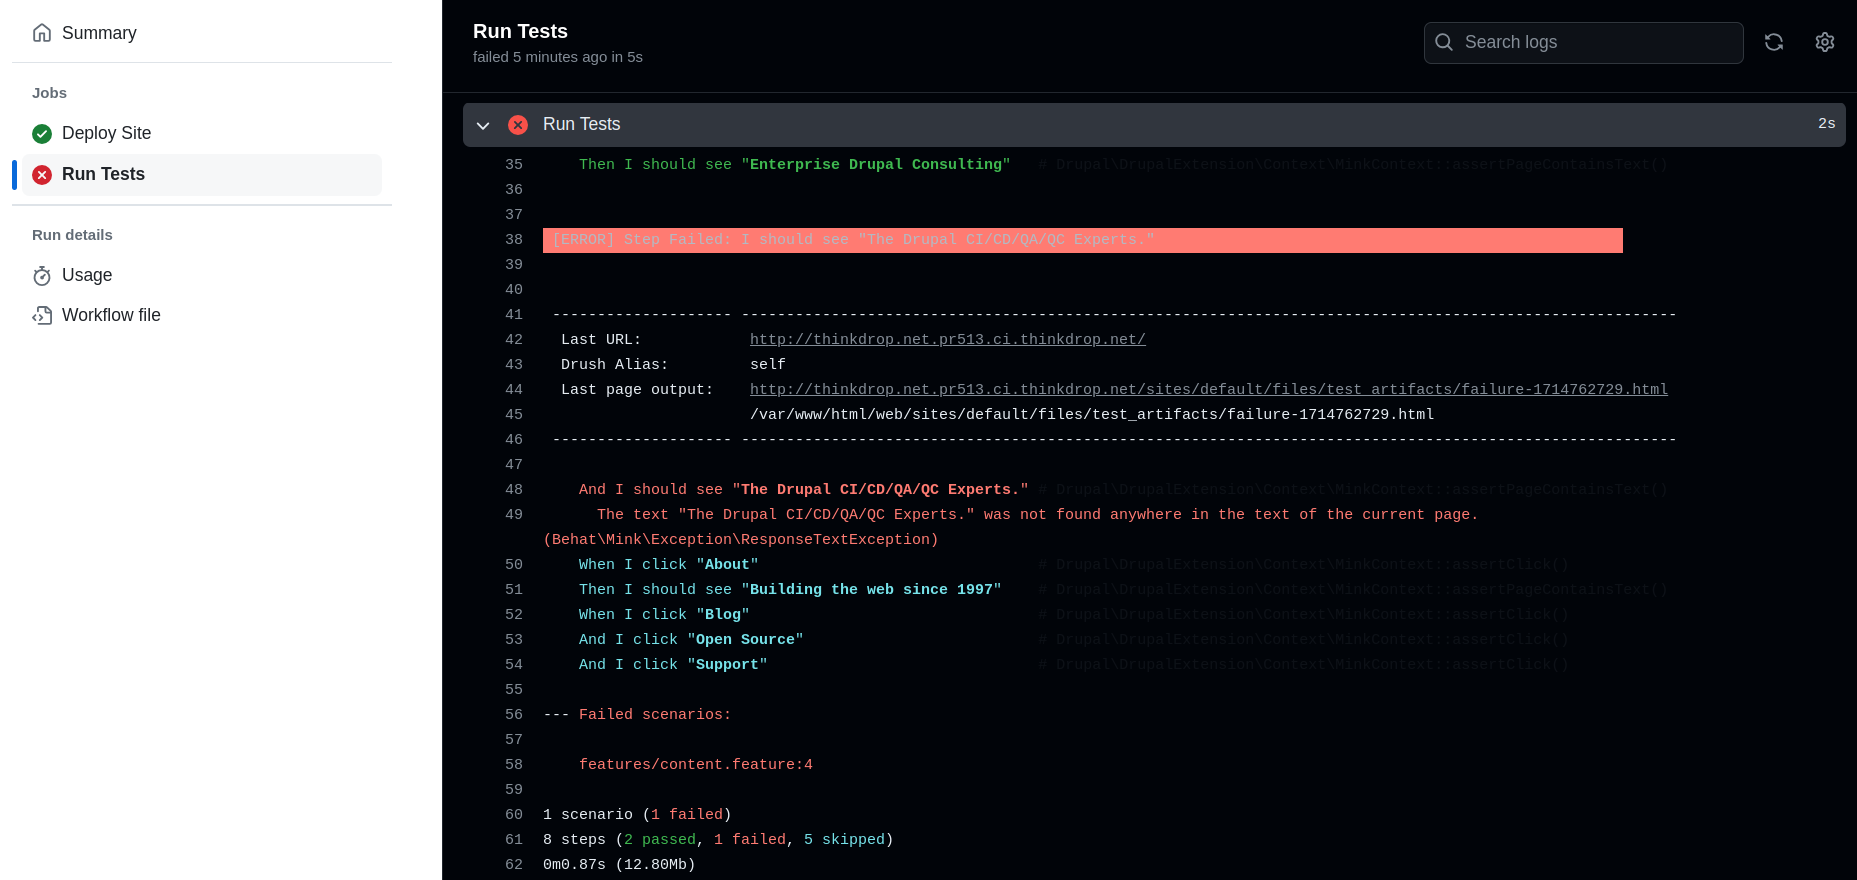 Summary
Jobs
Deploy Site
Run Tests
Run details
Usage
Workflow file
Run Tests
failed 5 minutes ago in 5s
Search logs
Run Tests 2s
35 Then I should see "Enterprise Drupal Consulting" # Drupal\DrupalExtension\Context\MinkContext::assertPageContainsText()
36
37
38 [ERROR] Step Failed: I should see "The Drupal CI/CD/QA/QC Experts."
39
40
41 -------------------- --------------------------------------------------------------------------------------------------------
42 Last URL: http://thinkdrop.net.pr513.ci.thinkdrop.net/
43 Drush Alias: self
44 Last page output: http://thinkdrop.net.pr513.ci.thinkdrop.net/sites/default/files/test_artifacts/failure-1714762729.html
45 /var/www/html/web/sites/default/files/test_artifacts/failure-1714762729.html
46 -------------------- --------------------------------------------------------------------------------------------------------
47
48 And I should see "The Drupal CI/CD/QA/QC Experts." # Drupal\DrupalExtension\Context\MinkContext::assertPageContainsText()
49 The text "The Drupal CI/CD/QA/QC Experts." was not found anywhere in the text of the current page.
(Behat\Mink\Exception\ResponseTextException)
50 When I click "About" # Drupal\DrupalExtension\Context\MinkContext::assertClick()
51 Then I should see "Building the web since 1997" # Drupal\DrupalExtension\Context\MinkContext::assertPageContainsText()
52 When I click "Blog" # Drupal\DrupalExtension\Context\MinkContext::assertClick()
53 And I click "Open Source" # Drupal\DrupalExtension\Context\MinkContext::assertClick()
54 And I click "Support" # Drupal\DrupalExtension\Context\MinkContext::assertClick()
55
56 --- Failed scenarios:
57
58 features/content.feature:4
59
60 1 scenario (1 failed)
61 8 steps (2 passed, 1 failed, 5 skipped)
62 0m0.87s (12.80Mb)